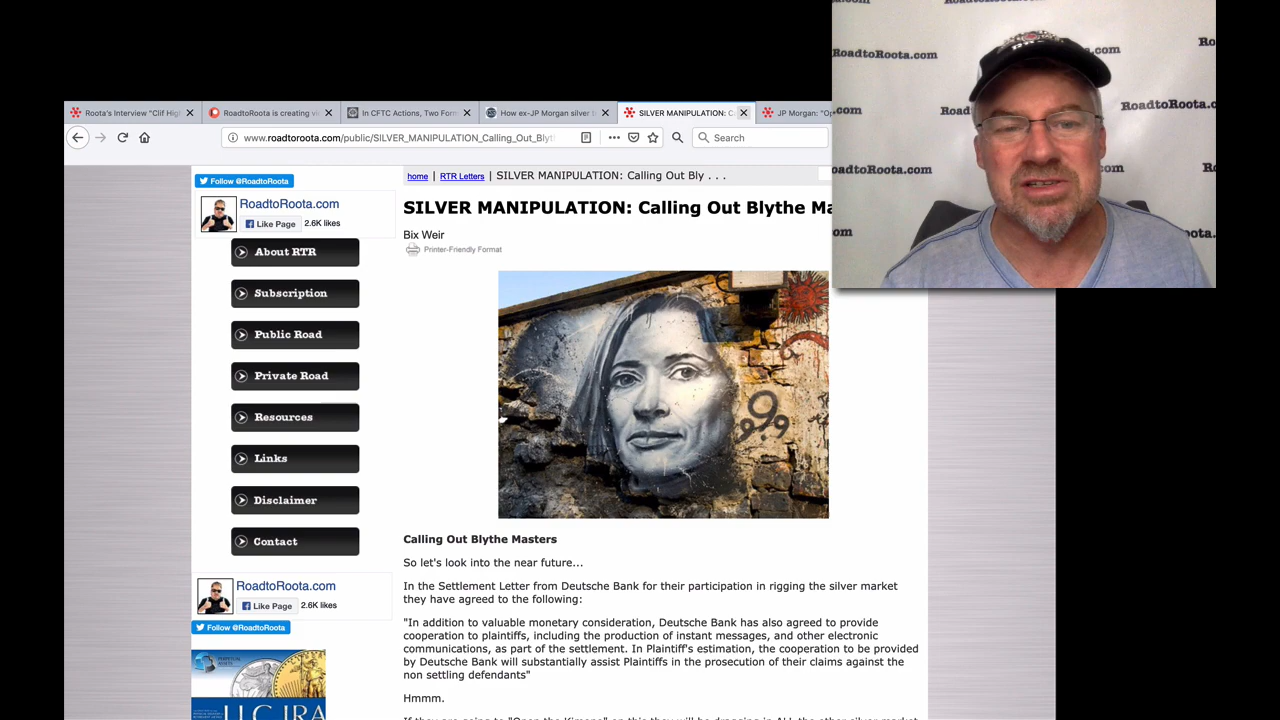 Roota's Interview "Clif High
RoadtoRoota is creating vi
In CFTC Actions, Two Form
How ex-JP Morgan silver t
SILVER MANIPULATION: C
JP Morgan: "Op
www.roadtoroota.com/public/SILVER_MANIPULATION_Calling_Out_Blyt
Search
RoadtoRoota.com
RoadtoRoota.com
Follow @RoadtoRoota
RoadtoRoota.com
Like Page 2.6K likes
About RTR
Subscription
Public Road
Private Road
Resources
Links
Disclaimer
Contact
RoadtoRoota.com
Like Page 2.6K likes
Follow @RoadtoRoota
LLC IRA
home | RTR Letters | SILVER MANIPULATION: Calling Out Bly . . .
SILVER MANIPULATION: Calling Out Blythe Ma
Bix Weir
Printer-Friendly Format
Calling Out Blythe Masters
So let's look into the near future...
In the Settlement Letter from Deutsche Bank for their participation in rigging the silver market
they have agreed to the following:
"In addition to valuable monetary consideration, Deutsche Bank has also agreed to provide
cooperation to plaintiffs, including the production of instant messages, and other electronic
communications, as part of the settlement. In Plaintiff's estimation, the cooperation to be provided
by Deutsche Bank will substantially assist Plaintiffs in the prosecution of their claims against the
non settling defendants"
Hmmm.